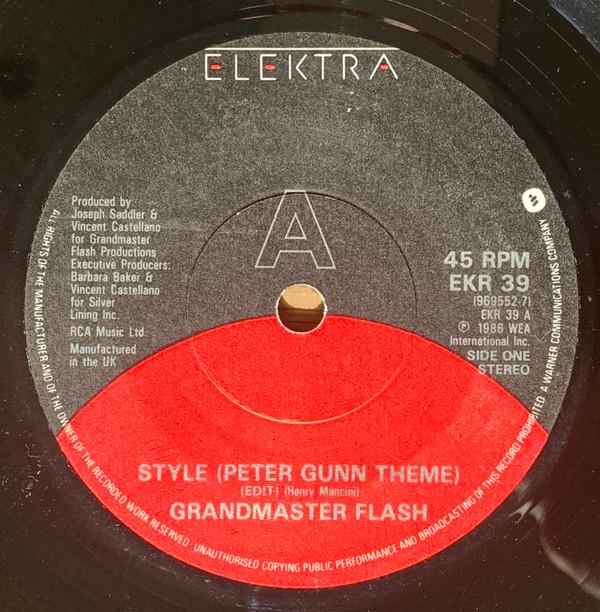 ELEKTRA
A
Produced by
Joseph Saddler &
Vincent Castellano
for Grandmaster
Flash Productions
Executive Producers:
Barbara Baker &
Vincent Castellano
for Silver
Lining Inc.
RCA Music Ltd.
Manufactured
in the UK
45 RPM
EKR 39
(969552-7)
EKR 39 A
℗ 1986 WEA
International Inc.
SIDE ONE
STEREO
STYLE (PETER GUNN THEME)
(EDIT) (Henry Mancini)
GRANDMASTER FLASH
ALL RIGHTS OF THE MANUFACTURER AND OF THE OWNER OF THE RECORDED WORK RESERVED. UNAUTHORISED COPYING PUBLIC PERFORMANCE AND BROADCASTING OF THIS RECORD PROHIBITED. A WARNER COMMUNICATIONS COMPANY